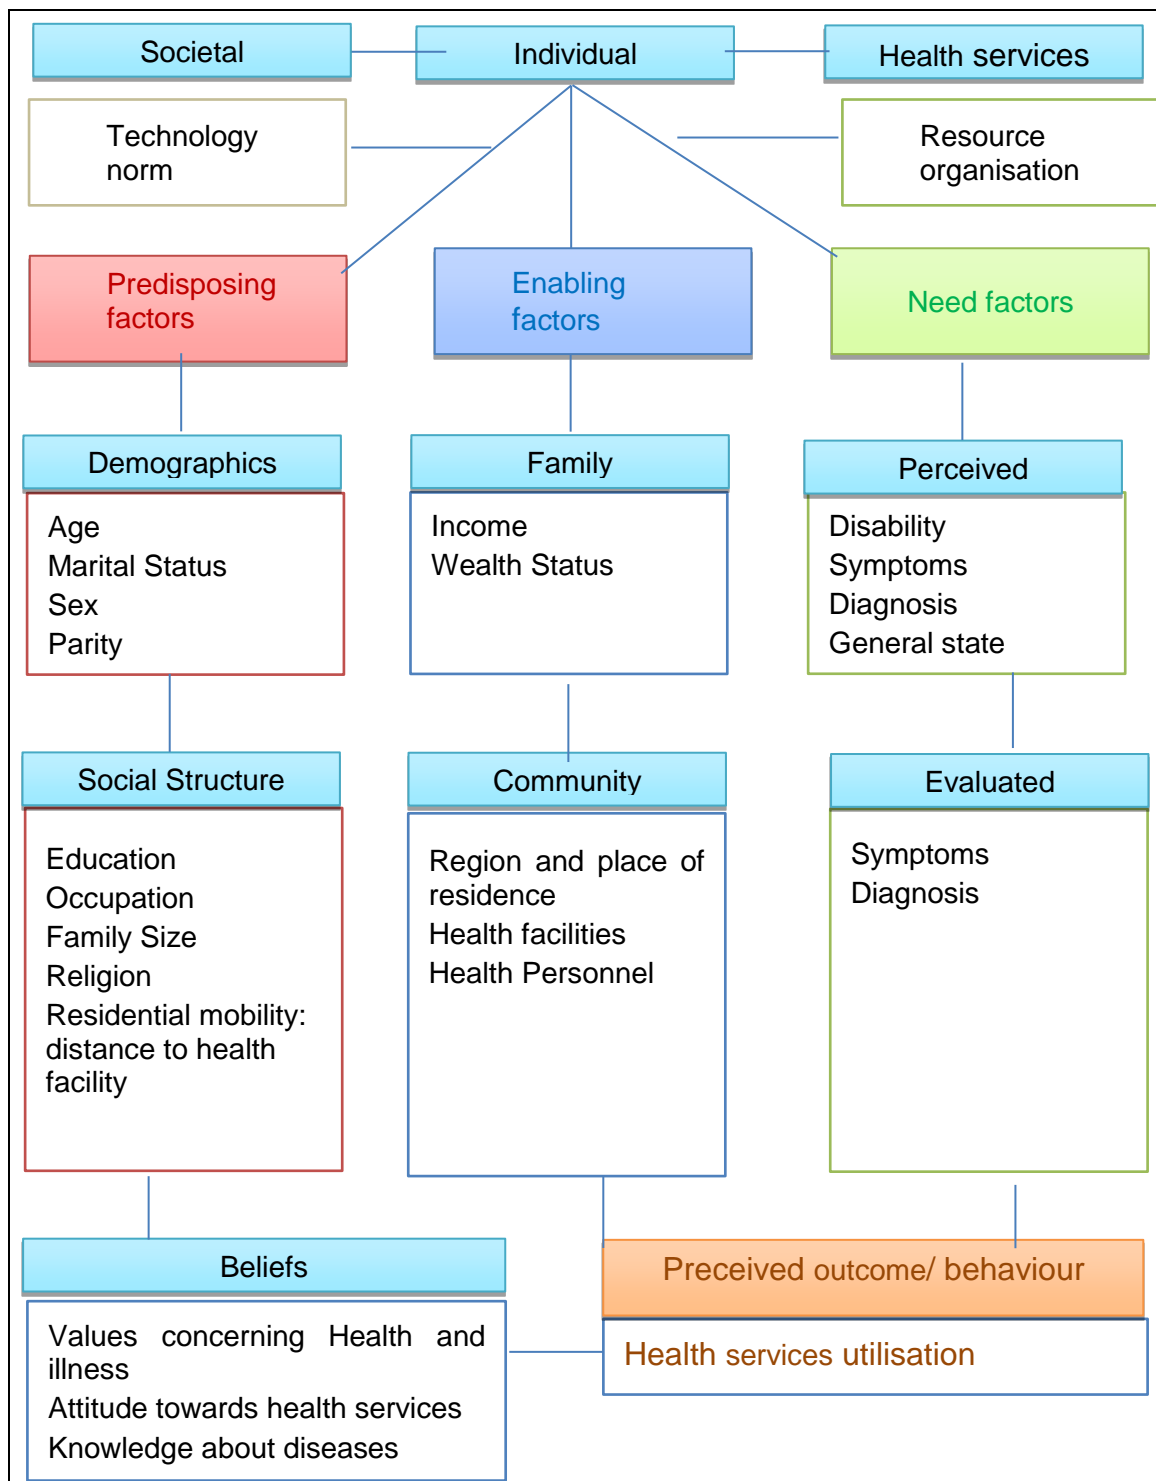 Societal
Individual
Health services
Technology
norm
Resource
organisation
Predisposing
factors
Enabling
factors
Need factors
Demographics
Family
Perceived
Age
Marital Status
Sex
Parity
Income
Wealth Status
Disability
Symptoms
Diagnosis
General state
Social Structure
Community
Evaluated
Education
Occupation
Family Size
Religion
Residential mobility:
distance to health
facility
Region and place of
residence
Health facilities
Health Personnel
Symptoms
Diagnosis
Beliefs
Preceived outcome/ behaviour
Values concerning Health and
illness
Attitude towards health services
Knowledge about diseases
Health services utilisation